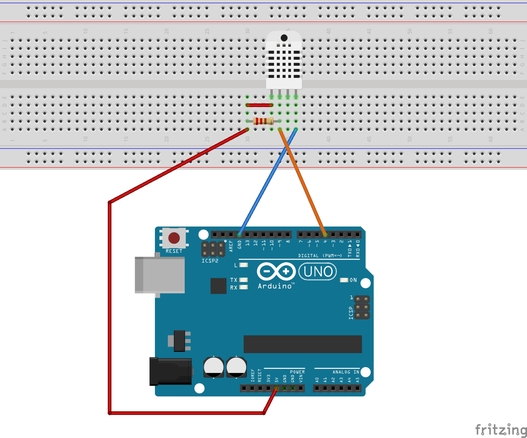 RESET
ICSP2
AREF
GND
13
12
~11
~10
~9
8
7
~6
~5
4
~3
2
TX▶1
RX◀0
DIGITAL (PWM~)
L
TX
RX
UNO
Arduino
ON
ICSP
1
IOREF
RESET
3V3
5V
GND
GND
VIN
POWER
ANALOG IN
A0
A1
A2
A3
A4
A5
fritzing